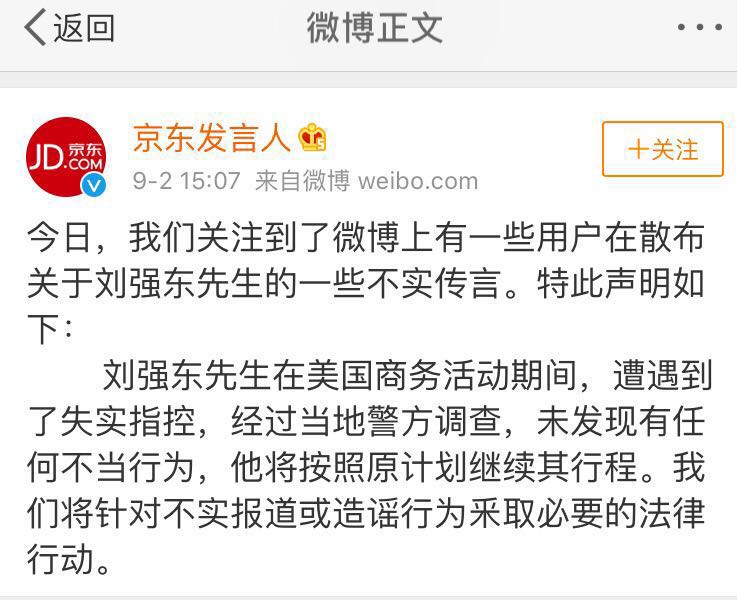 返回 微博正文
JD 京东
.COM
京东发言人
9-2 15:07 来自微博 weibo.com
+关注
今日，我们关注到了微博上有一些用户在散布
关于刘强东先生的一些不实传言。特此声明如
下：
刘强东先生在美国商务活动期间，遭遇到
了失实指控，经过当地警方调查，未发现有任
何不当行为，他将按照原计划继续其行程。我
们将针对不实报道或造谣行为采取必要的法律
行动。